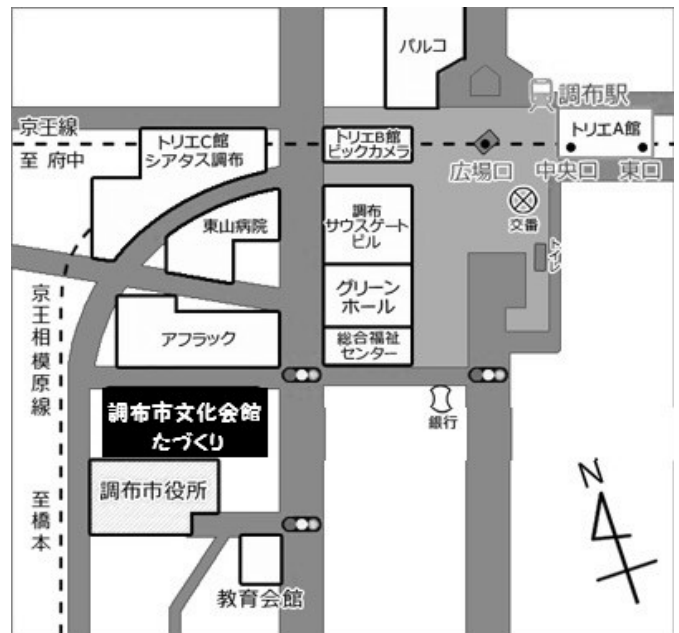 パルコ
調布駅
京王線
至 府中
トリエC館
シアタス調布
トリエB館
ビックカメラ
トリエA館
広場口
中央口
東口
交番
トイレ
東山病院
調布
サウスゲート
ビル
グリーン
ホール
総合福祉
センター
アフラック
京王相模原線
至橋本
調布市文化会館
たづくり
銀行
調布市役所
教育会館
N